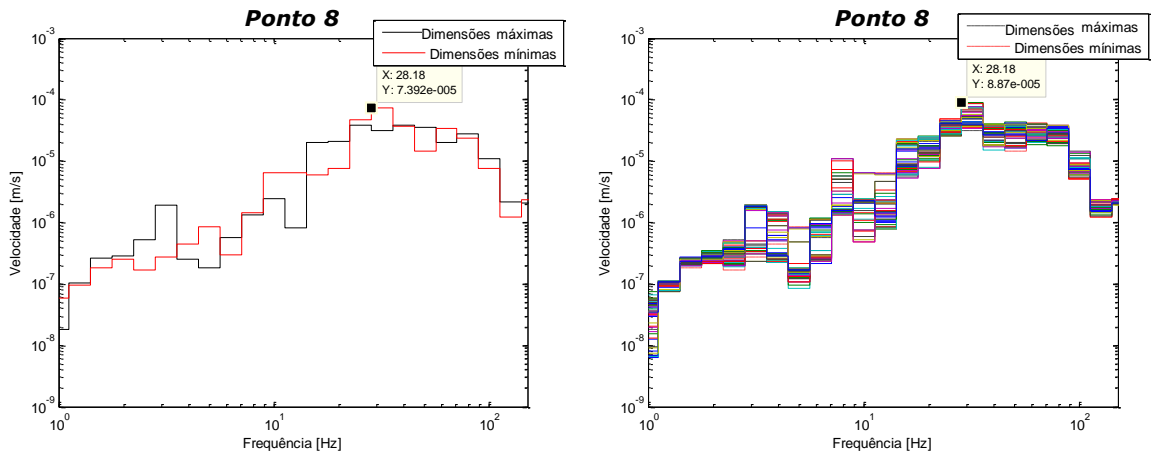 Ponto 8
Dimensões máximas
Dimensões mínimas
X: 28.18
Y: 7.392e-005
10^-3
10^-4
10^-5
10^-6
10^-7
10^-8
10^-9
Velocidade [m/s]
10^0
10^1
10^2
Frequência [Hz]
Ponto 8
Dimensões máximas
Dimensões mínimas
X: 28.18
Y: 8.87e-005
10^-3
10^-4
10^-5
10^-6
10^-7
10^-8
10^-9
Velocidade [m/s]
10^0
10^1
10^2
Frequência [Hz]